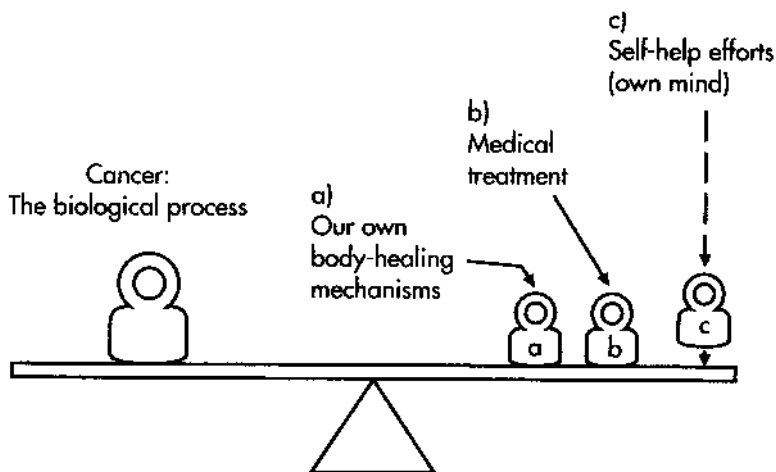 Cancer:
The biological process
a)
Our own
body-healing
mechanisms
b)
Medical
treatment
c)
Self-help efforts
(own mind)
a
b
c